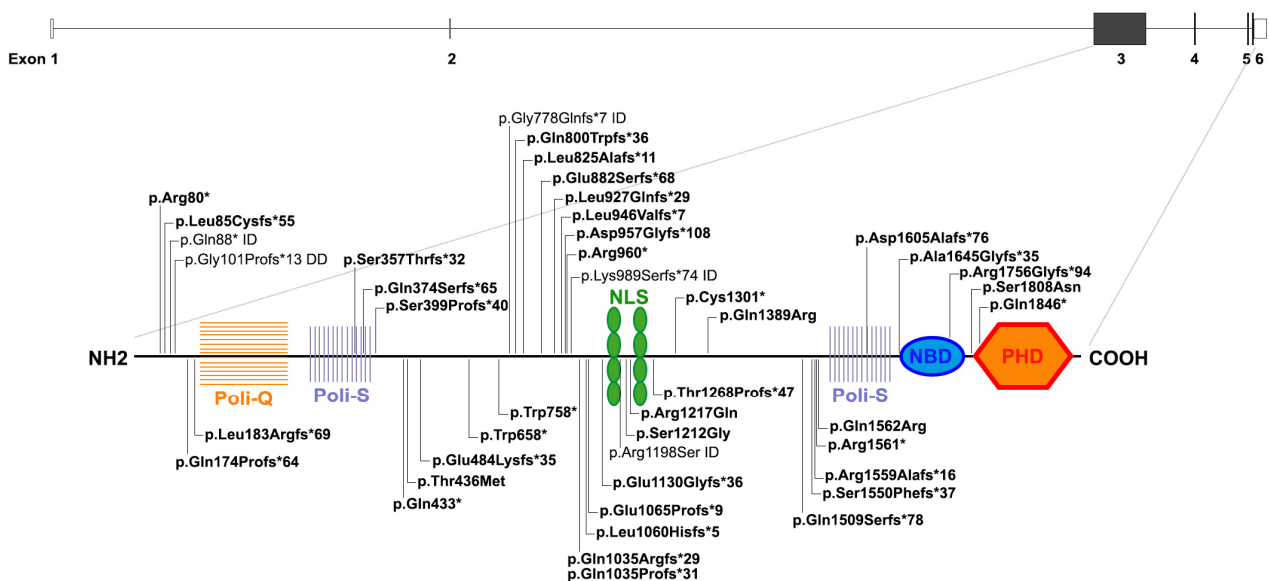 Exon 1
2
3
4
5
6
p.Gly778Glnfs*7 ID
p.Gln800Trpfs*36
p.Leu825Alafs*11
p.Glu882Serfs*68
p.Leu927Glnfs*29
p.Leu946Valfs*7
p.Asp957Glyfs*108
p.Arg960*
p.Lys989Serfs*74 ID
p.Arg80*
p.Leu85Cysfs*55
p.Gln88* ID
p.Gly101Profs*13 DD
p.Ser357Thrfs*32
p.Gln374Serfs*65
p.Ser399Profs*40
NLS
p.Cys1301*
p.Gln1389Arg
p.Asp1605Alafs*76
p.Ala1645Glyfs*35
p.Arg1756Glyfs*94
p.Ser1808Asn
p.Gln1846*
NH2
NBD
PHD
COOH
Poli-Q
Poli-S
Poli-S
p.Leu183Argfs*69
p.Gln174Profs*64
p.Trp758*
p.Trp658*
p.Glu484Lysfs*35
p.Thr436Met
p.Gln433*
p.Thr1268Profs*47
p.Arg1217Gln
p.Ser1212Gly
p.Arg1198Ser ID
p.Glu1130Glyfs*36
p.Glu1065Profs*9
p.Leu1060Hisfs*5
p.Gln1035Argfs*29
p.Gln1035Profs*31
p.Gln1562Arg
p.Arg1561*
p.Arg1559Alafs*16
p.Ser1550Phefs*37
p.Gln1509Serfs*78